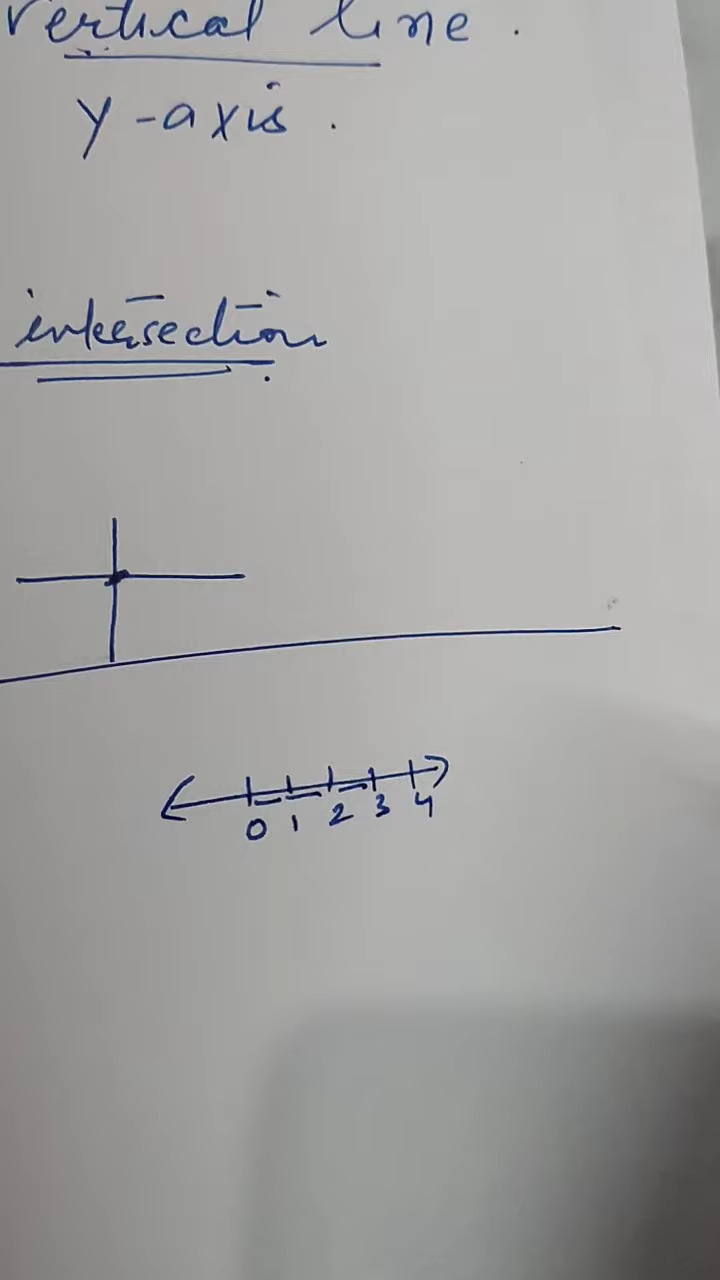 vertical line.
y-axis.
intersection.
0 1 2 3 4